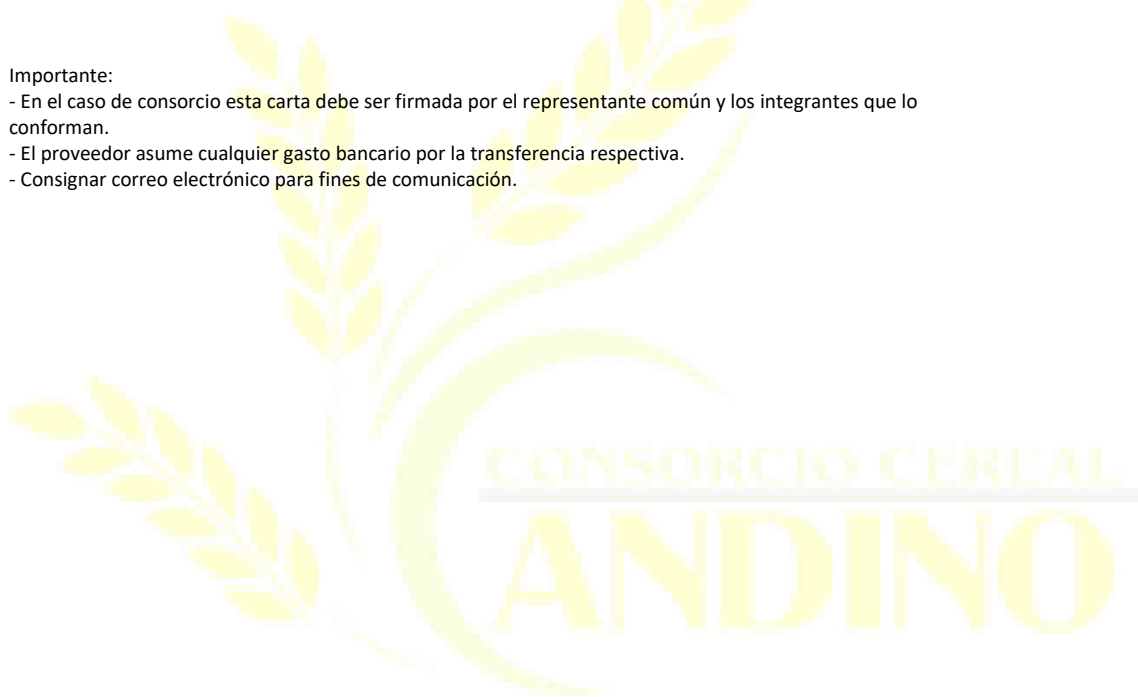 Importante:
- En el caso de consorcio esta carta debe ser firmada por el representante común y los integrantes que lo
conforman.
- El proveedor asume cualquier gasto bancario por la transferencia respectiva.
- Consignar correo electrónico para fines de comunicación.
CONSORCIO CEREAL
ANDINO